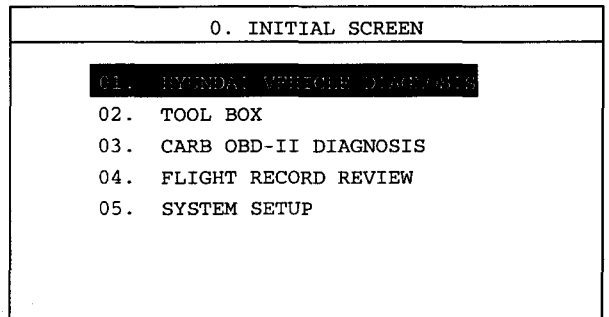 0. INITIAL SCREEN
01. HYUNDAI VEHICLE DIAGNOSIS
02. TOOL BOX
03. CARB OBD-II DIAGNOSIS
04. FLIGHT RECORD REVIEW
05. SYSTEM SETUP